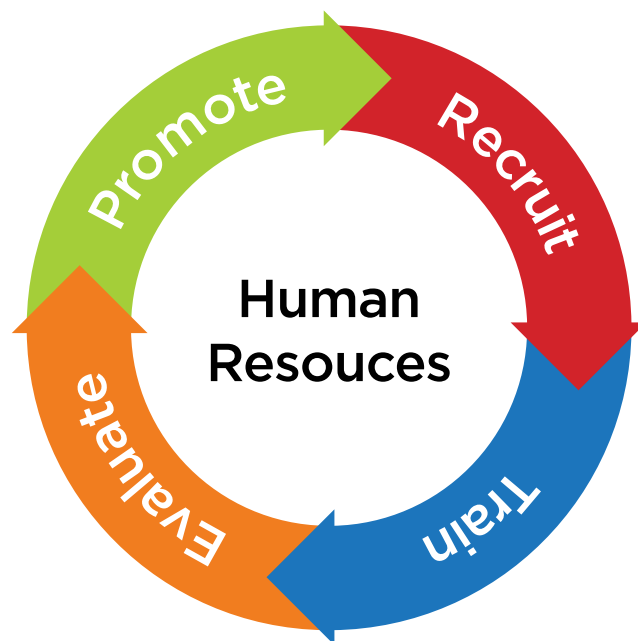 Promote
Recruit
Human
Resouces
Evaluate
Train